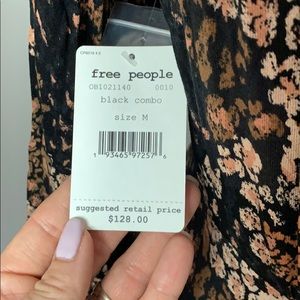 free people
OB1021140 0010
black combo
size M
1 93465 97257 6
suggested retail price
$128.00